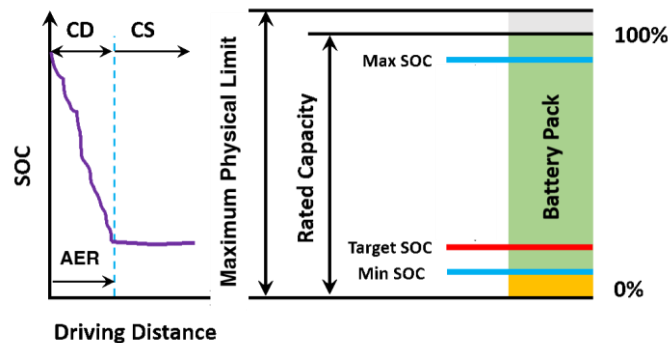 CD
CS
SOC
AER
Driving Distance
Maximum Physical Limit
Rated Capacity
Max SOC
Target SOC
Min SOC
Battery Pack
100%
0%